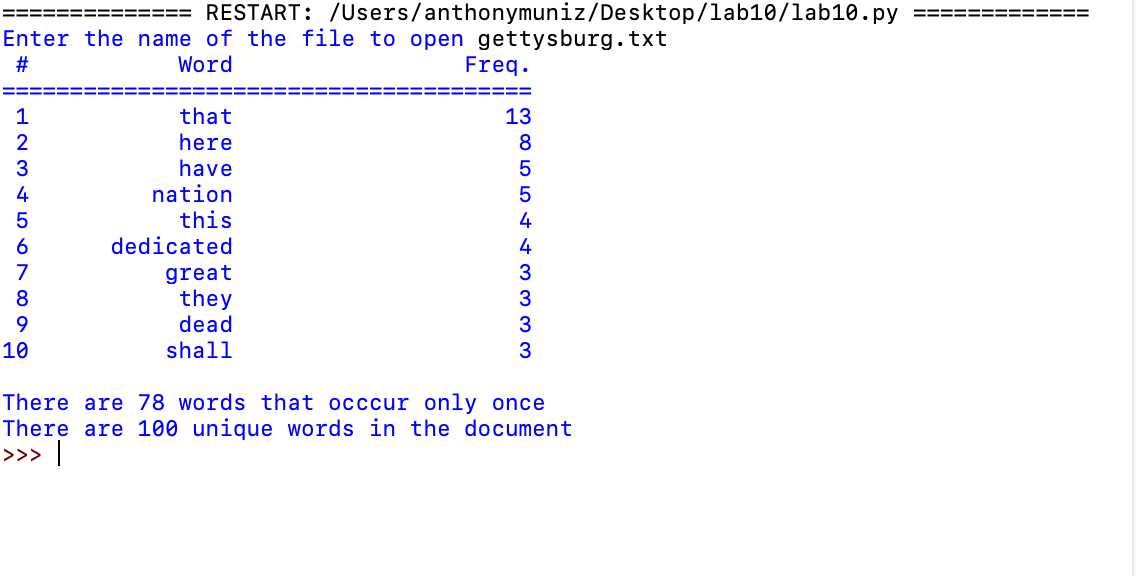 ============== RESTART: /Users/anthonymuniz/Desktop/lab10/lab10.py =============
Enter the name of the file to open gettysburg.txt
 #           Word                 Freq.
=======================================
 1           that                    13
 2           here                     8
 3           have                     5
 4         nation                     5
 5           this                     4
 6      dedicated                     4
 7          great                     3
 8           they                     3
 9           dead                     3
10          shall                     3
There are 78 words that occcur only once
There are 100 unique words in the document
>>>